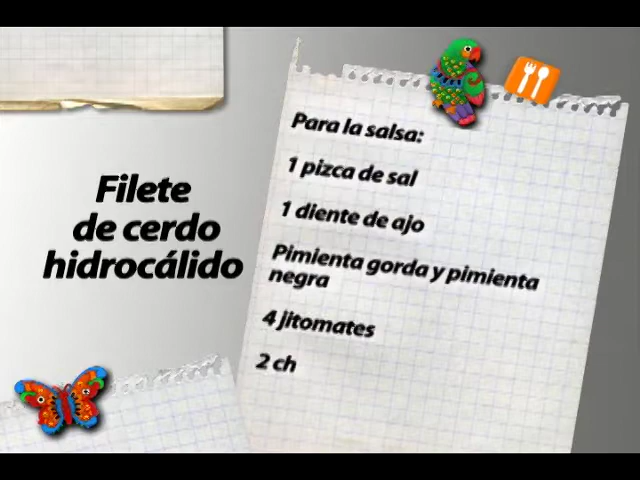 Filete
de cerdo
hidrocálido
Para la salsa:
1 pizca de sal
1 diente de ajo
Pimienta gorda y pimienta
negra
4 jitomates
2 ch